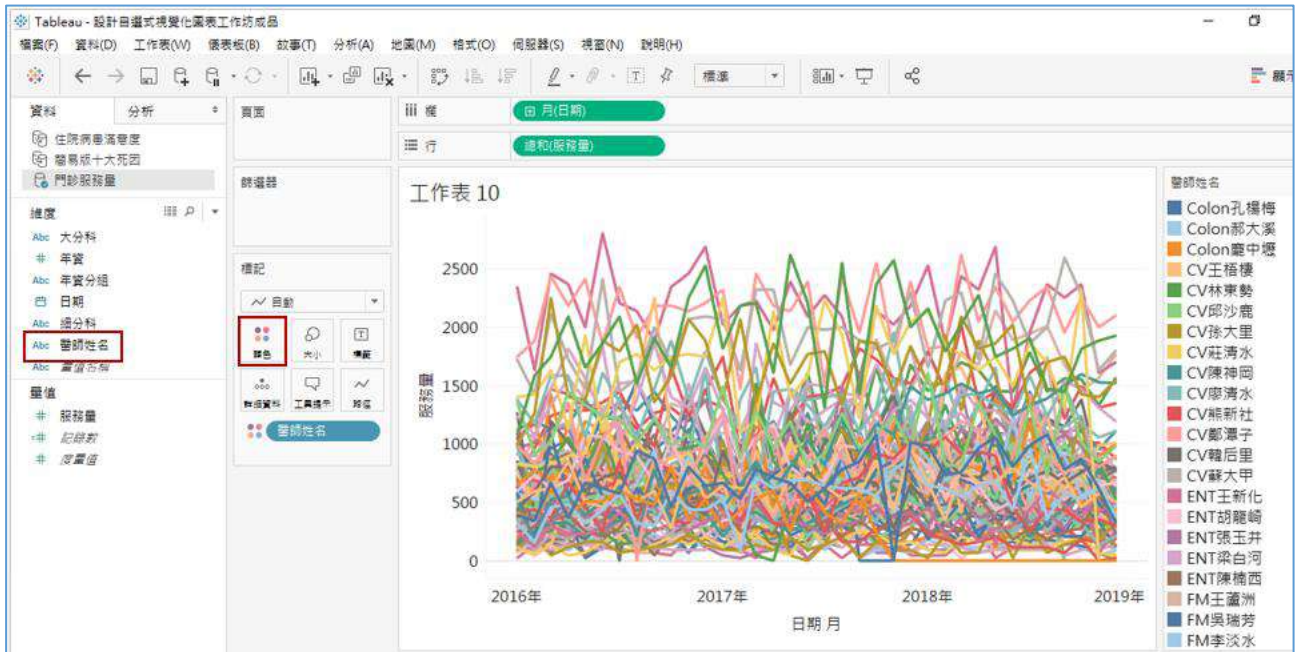 Tableau - 設計自選式視覺化圖表工作坊成品
檔案(F) 資料(D) 工作表(W) 儀表板(B) 故事(T) 分析(A) 地圖(M) 格式(O) 伺服器(S) 視窗(N) 說明(H)
標準
資料 分析
住院病患滿意度
簡易版十大死因
門診服務量
維度
Abc 大分科
# 年資
Abc 年資分組
日期
Abc 細分科
Abc 醫師姓名
Abc 量值名稱
量值
# 服務量
# 記錄數
# 度量值
頁面
篩選器
標記
自動
顏色 大小 標籤
詳細資料 工具提示 路徑
醫師姓名
欄 月(日期)
行 總和(服務量)
工作表 10
服務量
2500
2000
1500
1000
500
0
2016年 2017年 2018年 2019年
日期 月
醫師姓名
Colon孔楊梅
Colon郝大溪
Colon龐中壢
CV王梧棲
CV林東勢
CV邱沙鹿
CV孫大里
CV莊清水
CV陳神岡
CV廖清水
CV熊新社
CV鄭潭子
CV韓后里
CV蘇大甲
ENT王新化
ENT胡龍崎
ENT張玉井
ENT梁白河
ENT陳楠西
FM王蘆洲
FM吳瑞芳
FM李淡水